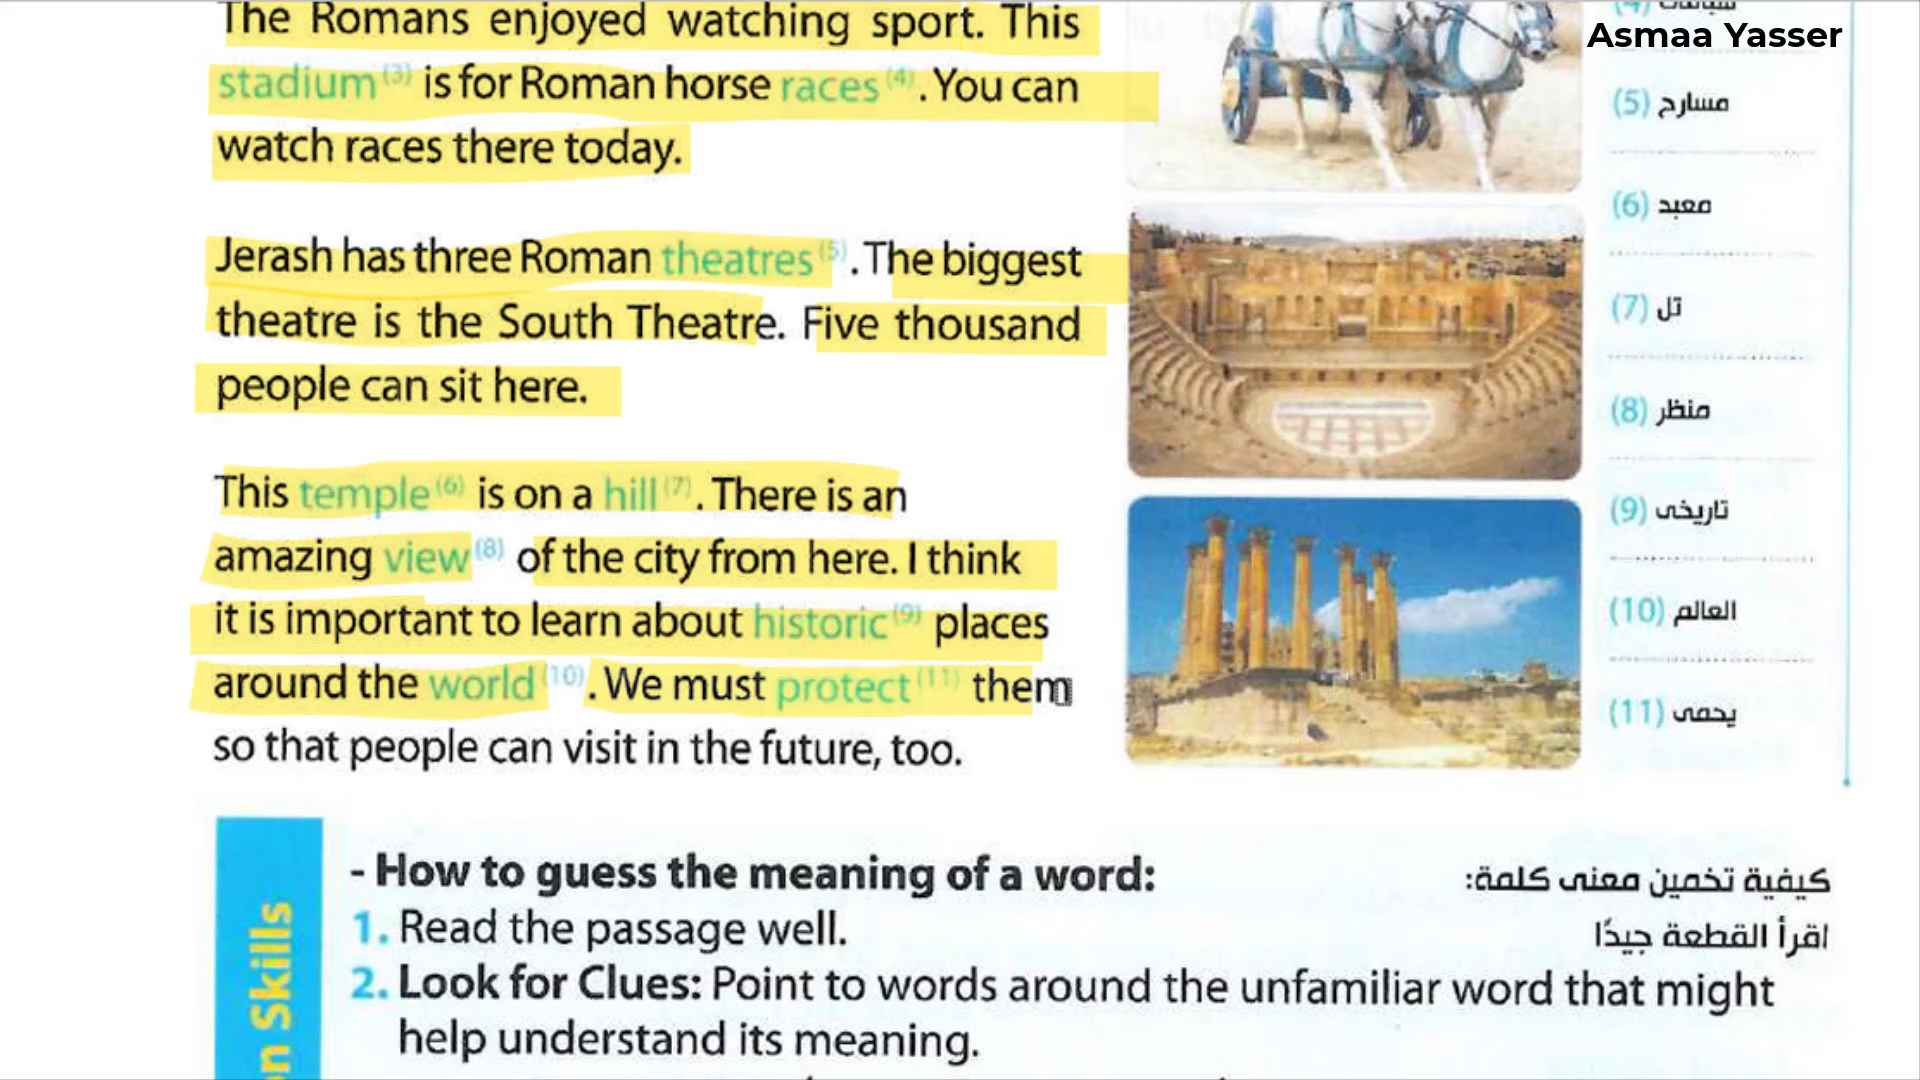 The Romans enjoyed watching sport. This
stadium (3) is for Roman horse races (4). You can
watch races there today.
Jerash has three Roman theatres (5). The biggest
theatre is the South Theatre. Five thousand
people can sit here.
This temple (6) is on a hill (7). There is an
amazing view (8) of the city from here. I think
it is important to learn about historic (9) places
around the world (10). We must protect (11) them
so that people can visit in the future, too.
Asmaa Yasser
(5) مسارح
(6) معبد
(7) تل
(8) منظر
(9) تاريخى
(10) العالم
(11) يحمى
n Skills
- How to guess the meaning of a word:
كيفية تخمين معنى كلمة:
1. Read the passage well.
اقرأ القطعة جيدًا
2. Look for Clues: Point to words around the unfamiliar word that might
help understand its meaning.